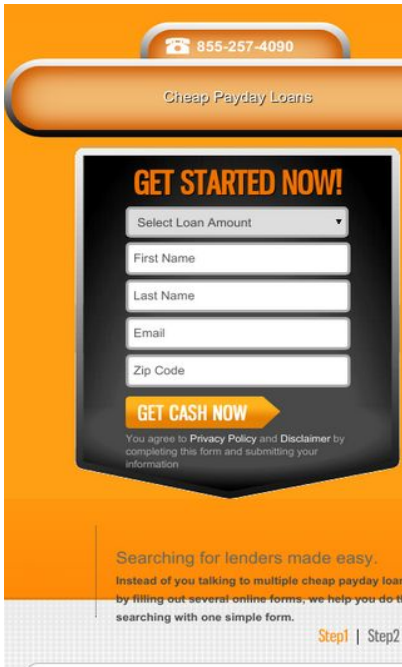 855-257-4090
Cheap Payday Loans
GET STARTED NOW!
Select Loan Amount
First Name
Last Name
Email
Zip Code
GET CASH NOW
You agree to Privacy Policy and Disclaimer by
completing this form and submitting your
information
Searching for lenders made easy.
Instead of you talking to multiple cheap payday
by filling out several online forms, we help you do
searching with one simple form.
Step1 | Step2